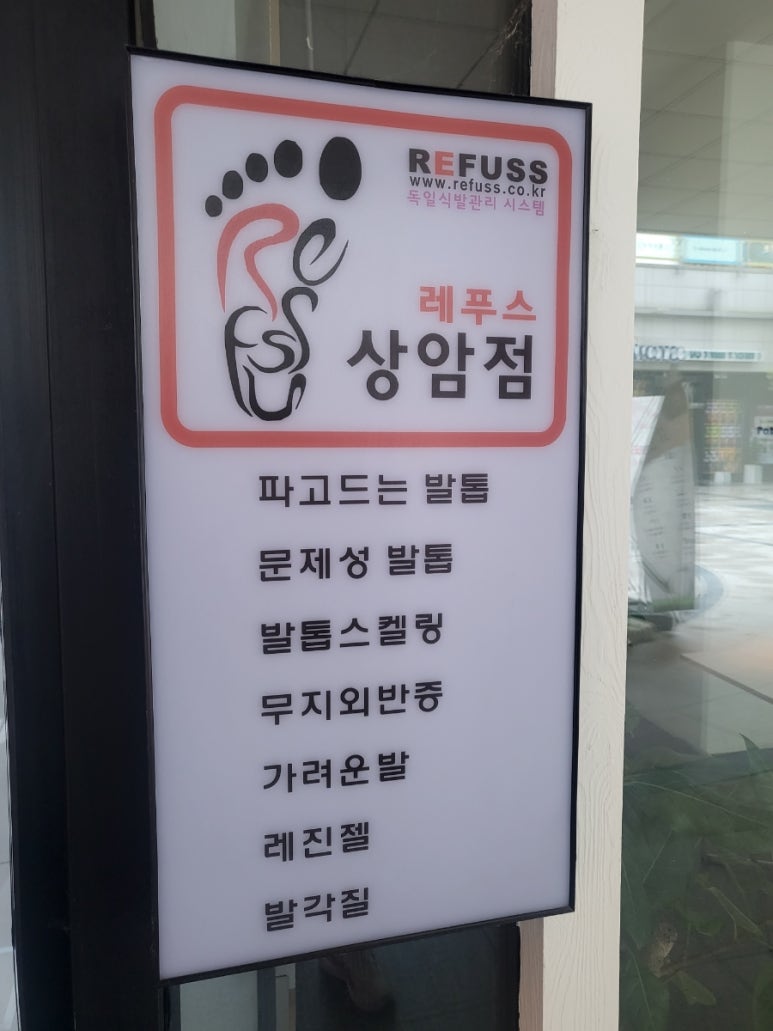 REFUSS
www.refuss.co.kr
독일식발관리 시스템
ReFUSS
레푸스
상암점
파고드는 발톱
문제성 발톱
발톱스켈링
무지외반증
가려운발
레진젤
발각질